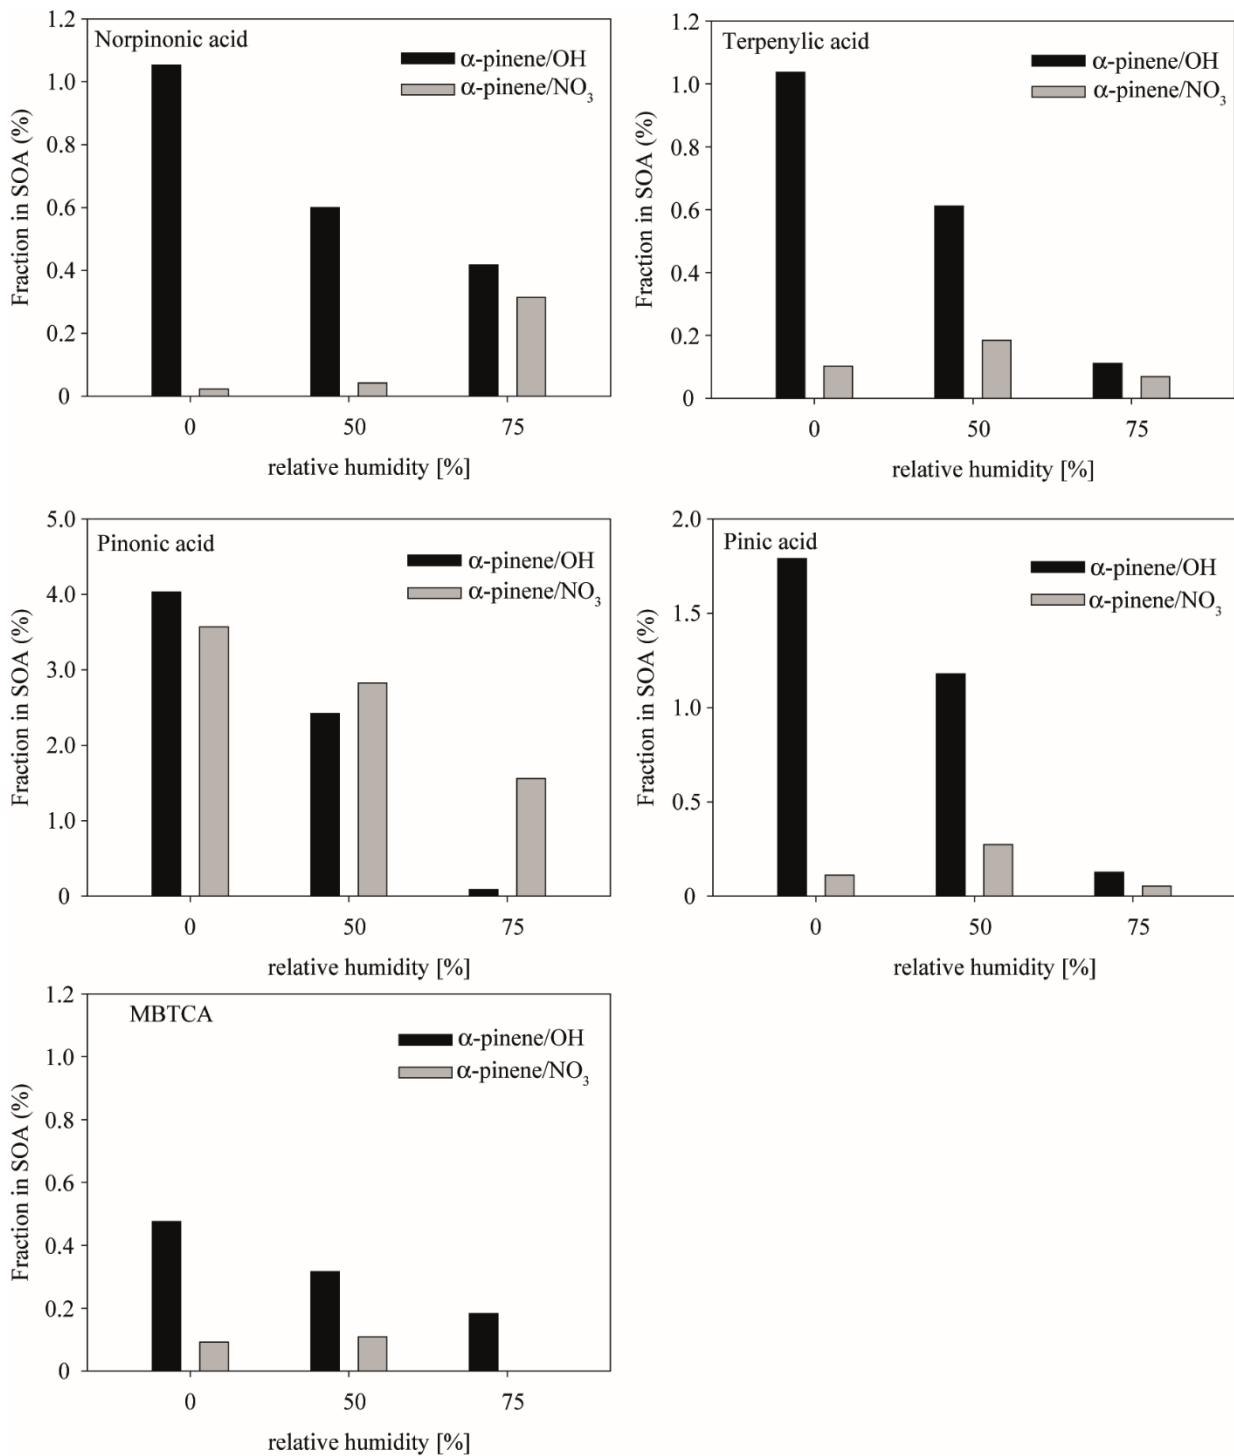 Norpinonic acid
α-pinene/OH
α-pinene/NO₃
Fraction in SOA (%)
1.2
1.0
0.8
0.6
0.4
0.2
0
0 50 75
relative humidity [%]
Terpenylic acid
α-pinene/OH
α-pinene/NO₃
Fraction in SOA (%)
1.2
1.0
0.8
0.6
0.4
0.2
0
0 50 75
relative humidity [%]
Pinonic acid
α-pinene/OH
α-pinene/NO₃
Fraction in SOA (%)
5.0
4.0
3.0
2.0
1.0
0
0 50 75
relative humidity [%]
Pinic acid
α-pinene/OH
α-pinene/NO₃
Fraction in SOA (%)
2.0
1.5
1.0
0.5
0
0 50 75
relative humidity [%]
MBTCA
α-pinene/OH
α-pinene/NO₃
Fraction in SOA (%)
1.2
1.0
0.8
0.6
0.4
0.2
0
0 50 75
relative humidity [%]